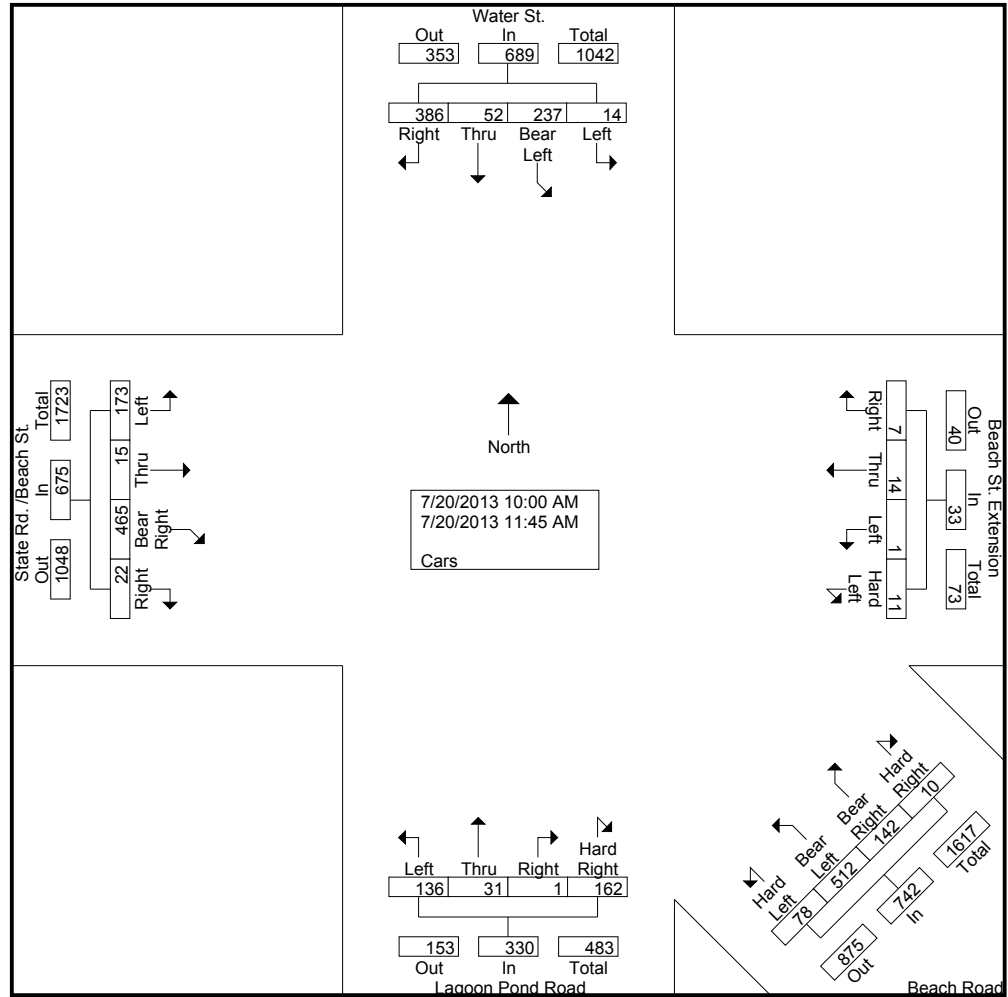 Water St.
Out In Total
353 689 1042
386 52 237 14
Right Thru Bear Left Left
North
7/20/2013 10:00 AM
7/20/2013 11:45 AM
Cars
State Rd. /Beach St.
Out In Total
1048 675 1723
22 465 15 173
Right Bear Right Thru Left
Beach St. Extension
Out In Total
40 33 73
7 14 1 11
Right Thru Left Hard Left
Left Thru Right Hard Right
136 31 1 162
153 330 483
Out In Total
Lagoon Pond Road
Hard Left Bear Left Bear Right Hard Right
78 512 142 10
875 742 1617
Out In Total
Beach Road